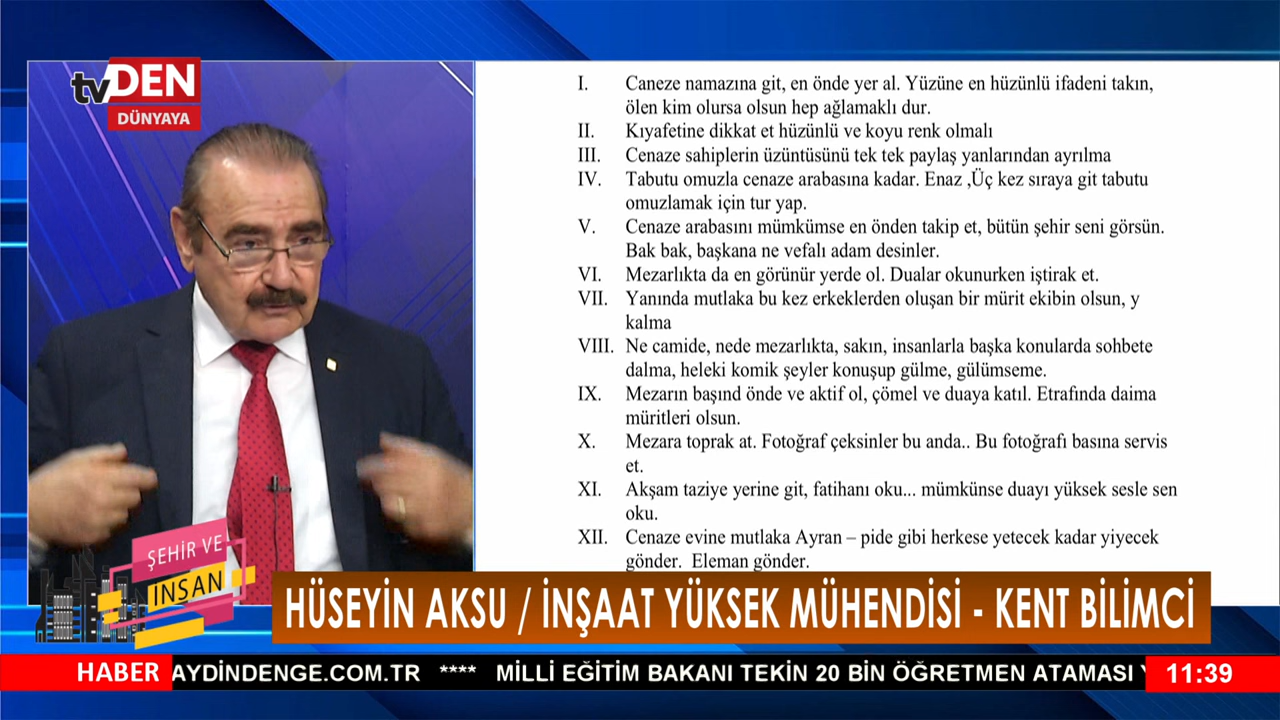 tvDEN
DÜNYAYA
I. Caneze namazına git, en önde yer al. Yüzüne en hüzünlü ifadeni takın,
ölen kim olursa olsun hep ağlamaklı dur.
II. Kıyafetine dikkat et hüzünlü ve koyu renk olmalı
III. Cenaze sahiplerin üzüntüsünü tek tek paylaş yanlarından ayrılma
IV. Tabutu omuzla cenaze arabasına kadar. Enaz ,Üç kez sıraya git tabutu
omuzlamak için tur yap.
V. Cenaze arabasını mümkümse en önden takip et, bütün şehir seni görsün.
Bak bak, başkana ne vefalı adam desinler.
VI. Mezarlıkta da en görünür yerde ol. Dualar okunurken iştirak et.
VII. Yanında mutlaka bu kez erkeklerden oluşan bir mürit ekibin olsun, y
kalma
VIII. Ne camide, nede mezarlıkta, sakın, insanlarla başka konularda sohbete
dalma, heleki komik şeyler konuşup gülme, gülümseme.
IX. Mezarın başınd önde ve aktif ol, çömel ve duaya katıl. Etrafında daima
müritleri olsun.
X. Mezara toprak at. Fotoğraf çeksinler bu anda.. Bu fotoğrafı basına servis
et.
XI. Akşam taziye yerine git, fatihanı oku... mümkünse duayı yüksek sesle sen
oku.
XII. Cenaze evine mutlaka Ayran – pide gibi herkese yetecek kadar yiyecek
gönder. Eleman gönder.
ŞEHİR VE
İNSAN
HÜSEYİN AKSU / İNŞAAT YÜKSEK MÜHENDİSİ - KENT BİLİMCİ
HABER AYDINDENGE.COM.TR **** MİLLİ EĞİTİM BAKANI TEKİN 20 BİN ÖĞRETMEN ATAMASI 11:39